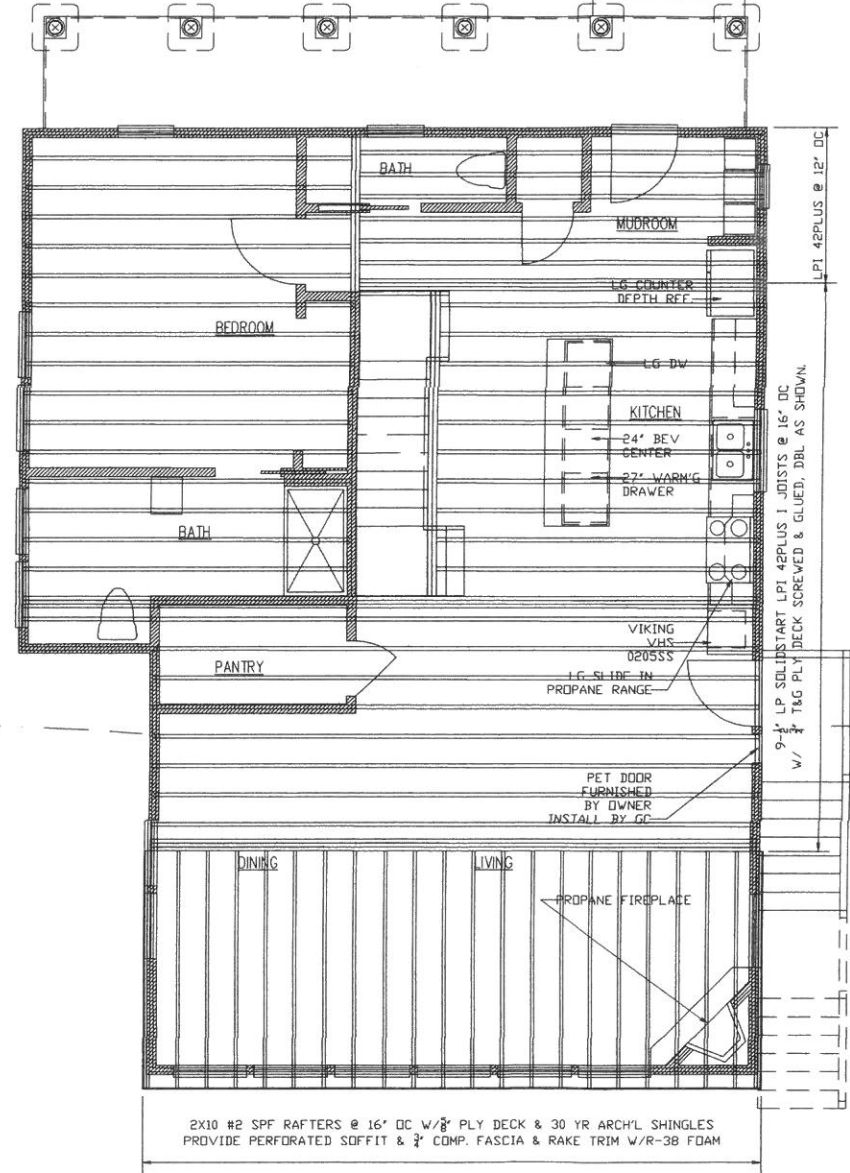 BATH
MUDROOM
LPI 42PLUS @ 12" OC
LG COUNTER
DEPTH REF
BEDROOM
LG DW
KITCHEN
24" BEV
CENTER
27" WARM'G
DRAWER
BATH
9-1/2" LP SOLIDSTART LPI 42PLUS I JOISTS @ 16" OC
W/ 3/4" T&G PLY DECK SCREWED & GLUED, DBL AS SHOWN.
VIKING
VHS
0205SS
PANTRY
LG SLIDE IN
PROPANE RANGE
PET DOOR
FURNISHED
BY OWNER
INSTALL BY GC
DINING
LIVING
PROPANE FIREPLACE
2X10 #2 SPF RAFTERS @ 16" OC W/5/8" PLY DECK & 30 YR ARCH'L SHINGLES
PROVIDE PERFORATED SOFFIT & 3/4" COMP. FASCIA & RAKE TRIM W/R-38 FOAM